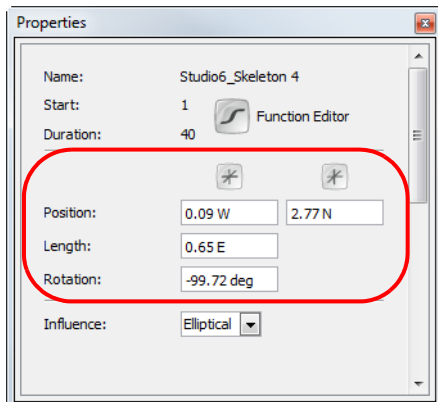 Properties
Name: Studio6_Skeleton 4
Start: 1 Function Editor
Duration: 40
Position: 0.09 W 2.77 N
Length: 0.65 E
Rotation: -99.72 deg
Influence: Elliptical